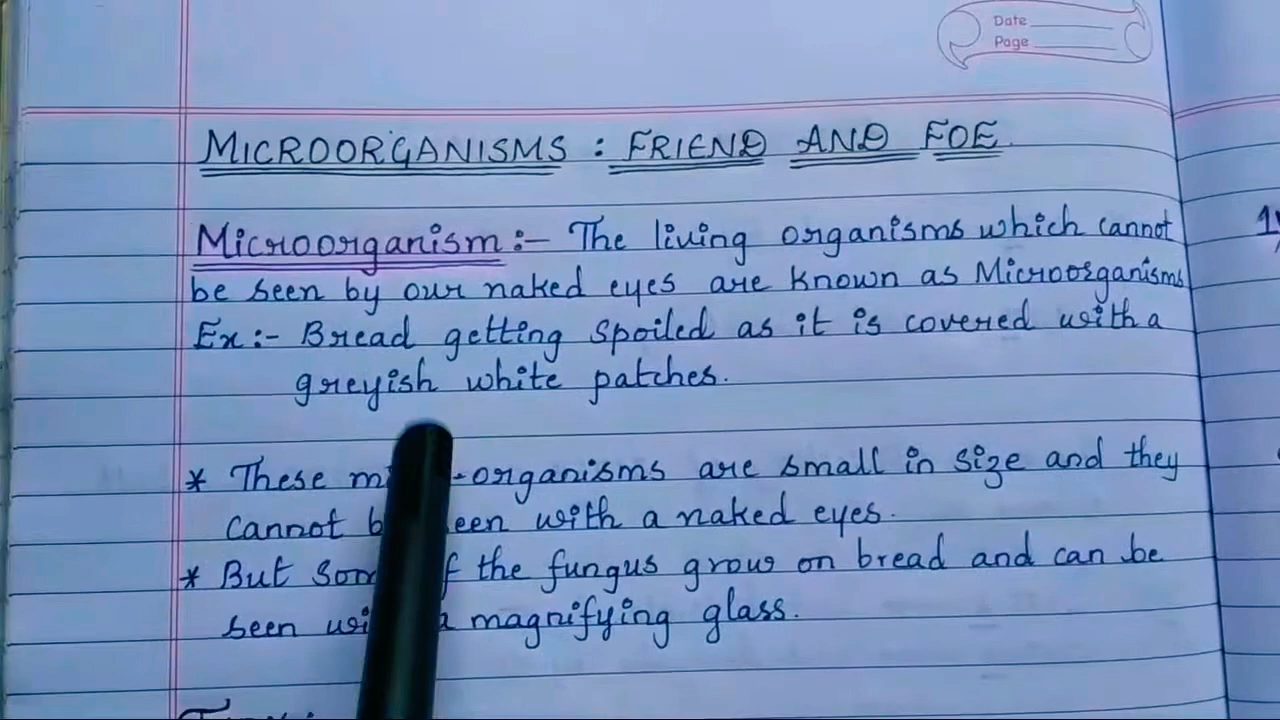 Date
Page
MICROORGANISMS : FRIEND AND FOE
Microorganism :- The living organisms which cannot
be seen by our naked eyes are known as Microorganisms
Ex :- Bread getting spoiled as it is covered with a
greyish white patches.
* These organisms are small in size and they
cannot with a naked eyes.
* But the fungus grow on bread and can be
seen magnifying glass.